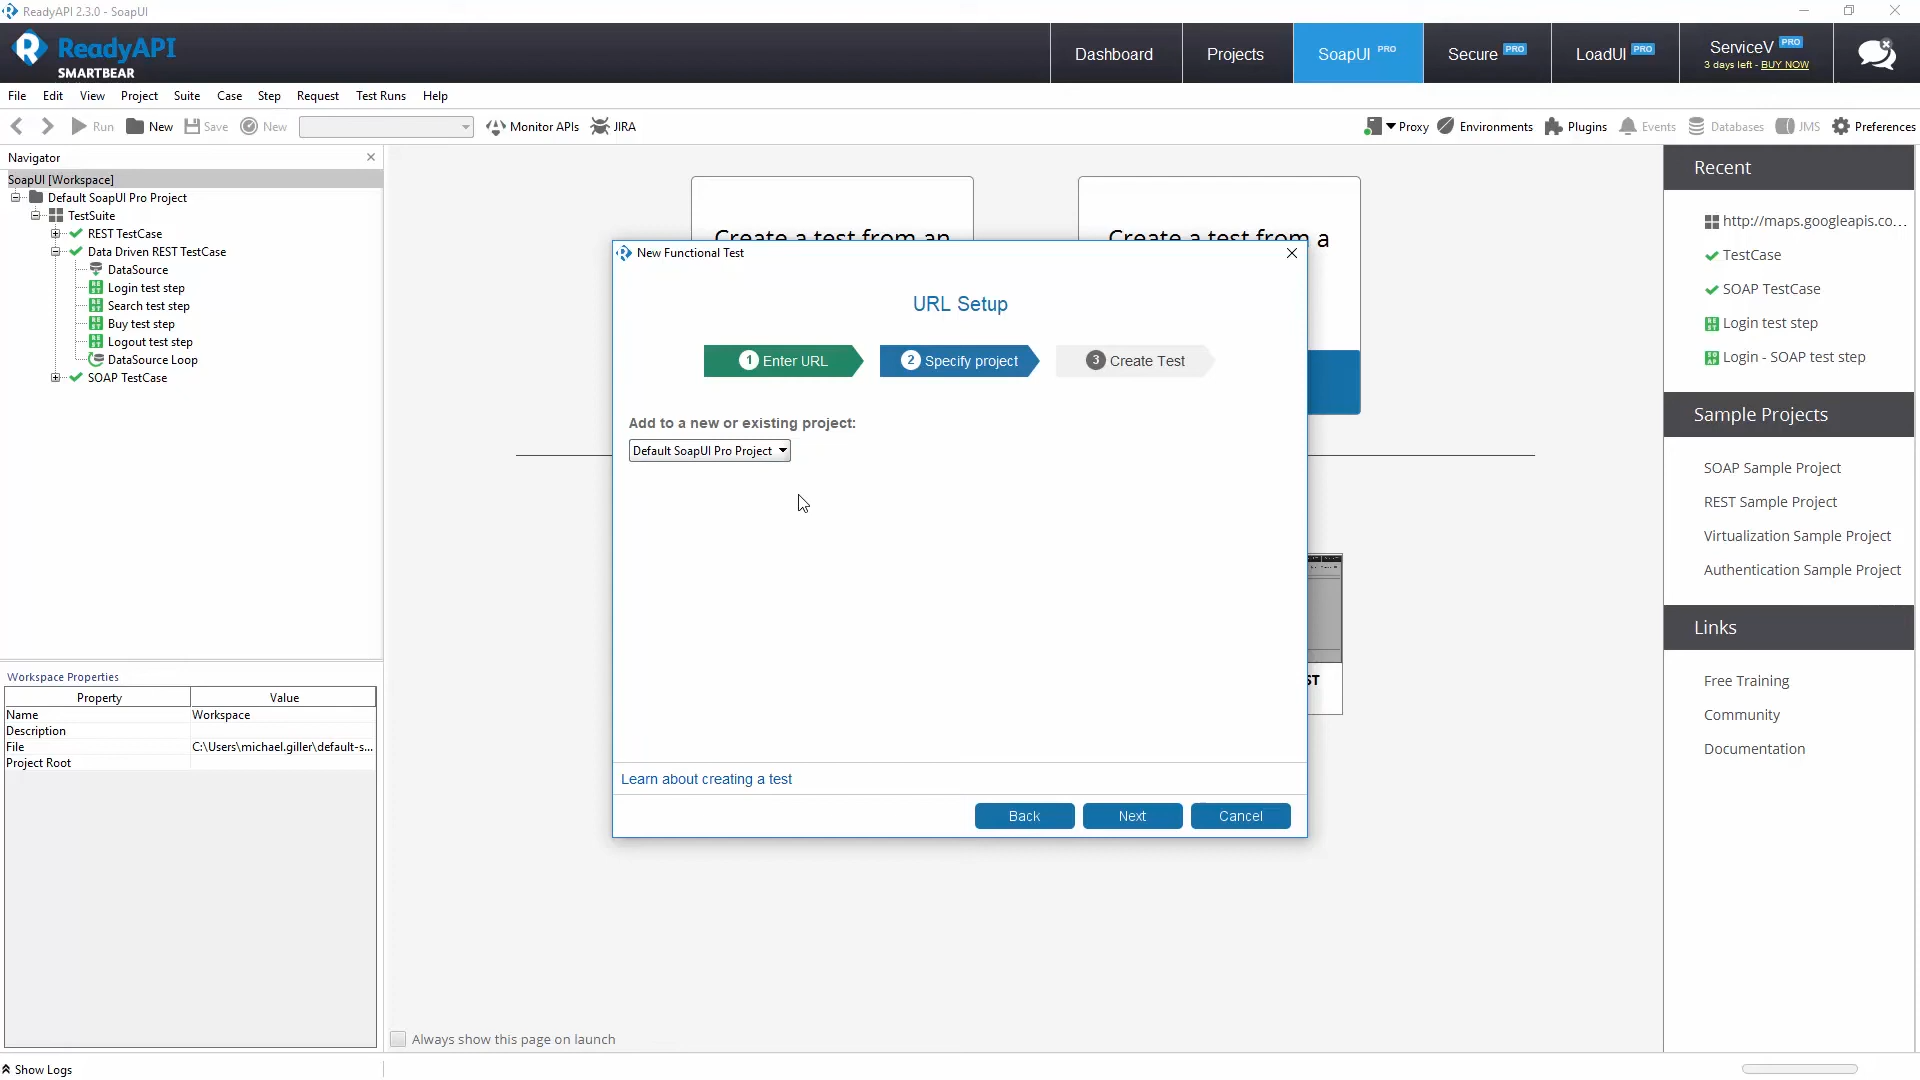 ReadyAPI 2.3.0 - SoapUI
ReadyAPI
SMARTBEAR
Dashboard
Projects
SoapUI PRO
Secure PRO
LoadUI PRO
ServiceV PRO
3 days left - BUY NOW
File Edit View Project Suite Case Step Request Test Runs Help
Run New Save New Monitor APIs JIRA Proxy Environments Plugins Events Databases JMS Preferences
Navigator
SoapUI [Workspace]
Default SoapUI Pro Project
TestSuite
REST TestCase
Data Driven REST TestCase
DataSource
Login test step
Search test step
Buy test step
Logout test step
DataSource Loop
SOAP TestCase
Workspace Properties
Property Value
Name Workspace
Description
File C:\Users\michael.giller\default-s...
Project Root
Create a test from an
Create a test from a
New Functional Test
URL Setup
1 Enter URL
2 Specify project
3 Create Test
Add to a new or existing project:
Default SoapUI Pro Project
Learn about creating a test
Back Next Cancel
Always show this page on launch
Recent
http://maps.googleapis.co...
TestCase
SOAP TestCase
Login test step
Login - SOAP test step
Sample Projects
SOAP Sample Project
REST Sample Project
Virtualization Sample Project
Authentication Sample Project
Links
Free Training
Community
Documentation
Show Logs